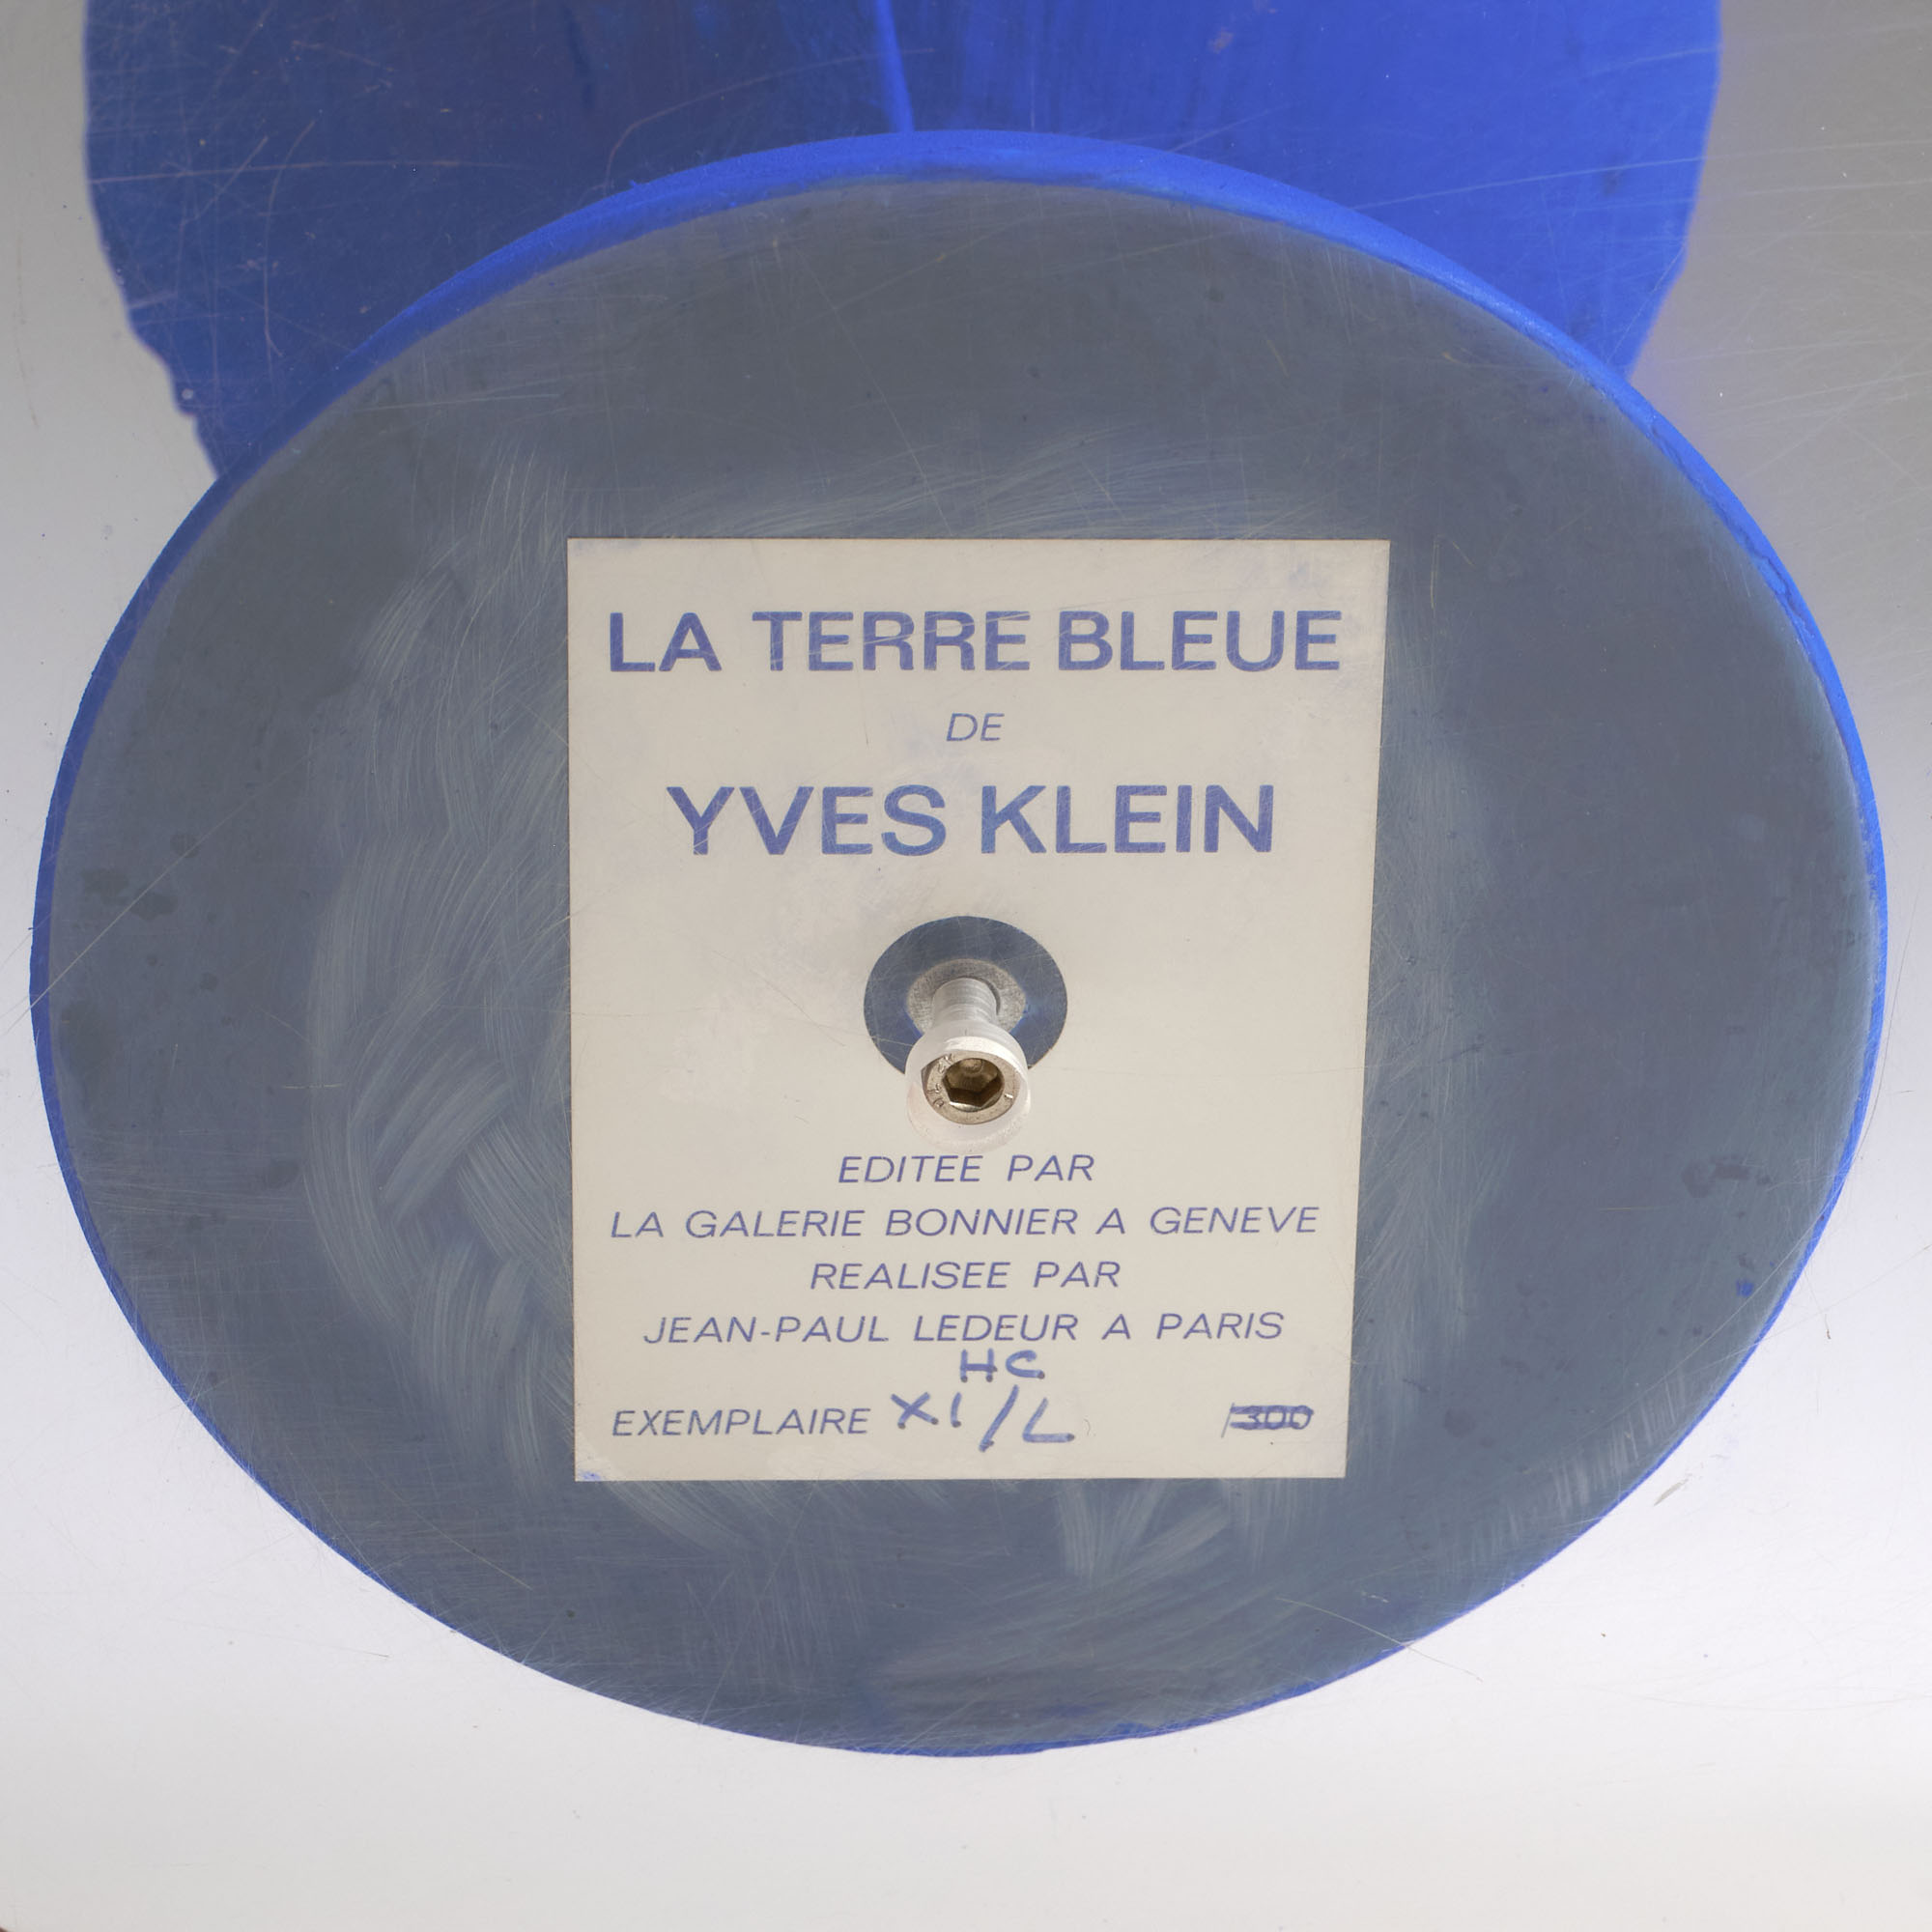 LA TERRE BLEUE
DE
YVES KLEIN
EDITEE PAR
LA GALERIE BONNIER A GENEVE
REALISEE PAR
JEAN-PAUL LEDEUR A PARIS
HC
EXEMPLAIRE XI/L /300